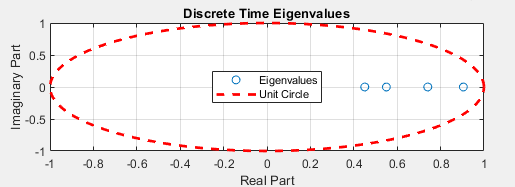 Discrete Time Eigenvalues
Imaginary Part
1
0.5
0
-0.5
-1
Eigenvalues
Unit Circle
-1 -0.8 -0.6 -0.4 -0.2 0 0.2 0.4 0.6 0.8 1
Real Part